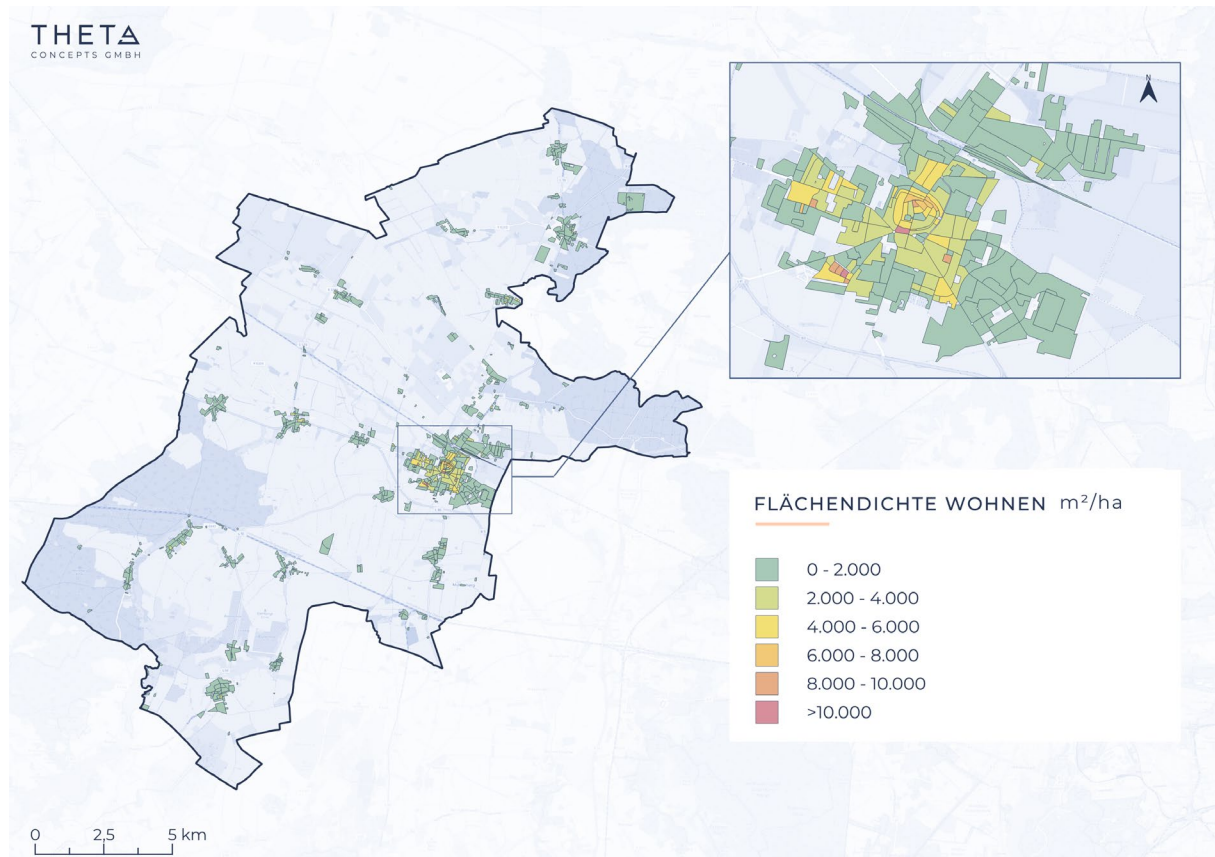 THETA
CONCEPTS GMBH
N
FLÄCHENDICHTE WOHNEN m²/ha
0 - 2.000
2.000 - 4.000
4.000 - 6.000
6.000 - 8.000
8.000 - 10.000
>10.000
0 2,5 5 km